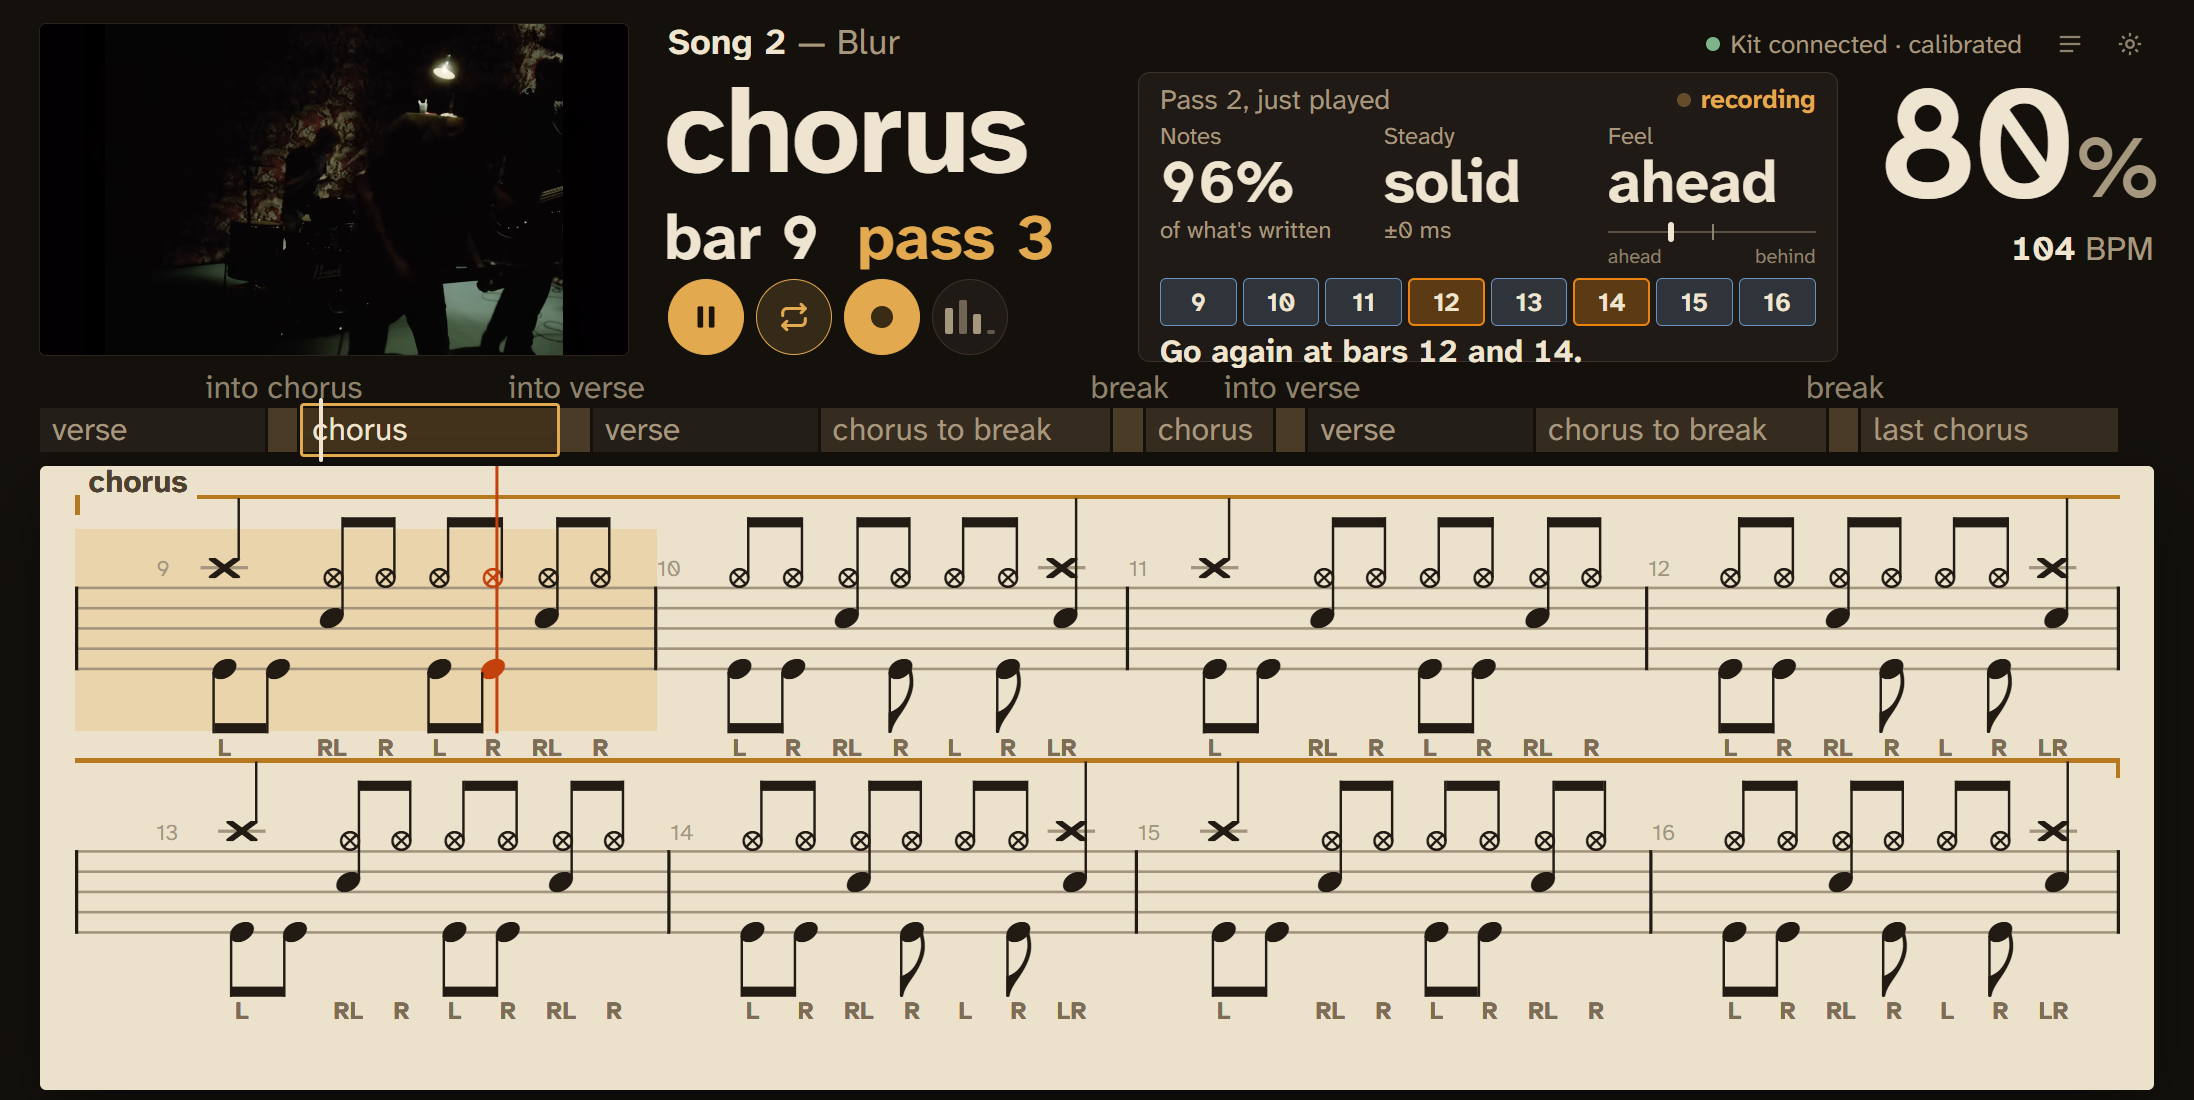 Song 2 — Blur
chorus
bar 9 pass 3
Kit connected · calibrated
Pass 2, just played
recording
Notes Steady Feel
96% solid ahead
of what's written ±0 ms
ahead behind
9 10 11 12 13 14 15 16
Go again at bars 12 and 14.
80%
104 BPM
into chorus into verse break into verse break
verse chorus verse chorus to break chorus verse chorus to break last chorus
chorus
9 10 11 12
L RL R L R RL R L R RL R L R LR L RL R L R RL R L R RL R L R LR
13 14 15 16
L RL R L R RL R L R RL R L R LR L RL R L R RL R L R RL R L R LR